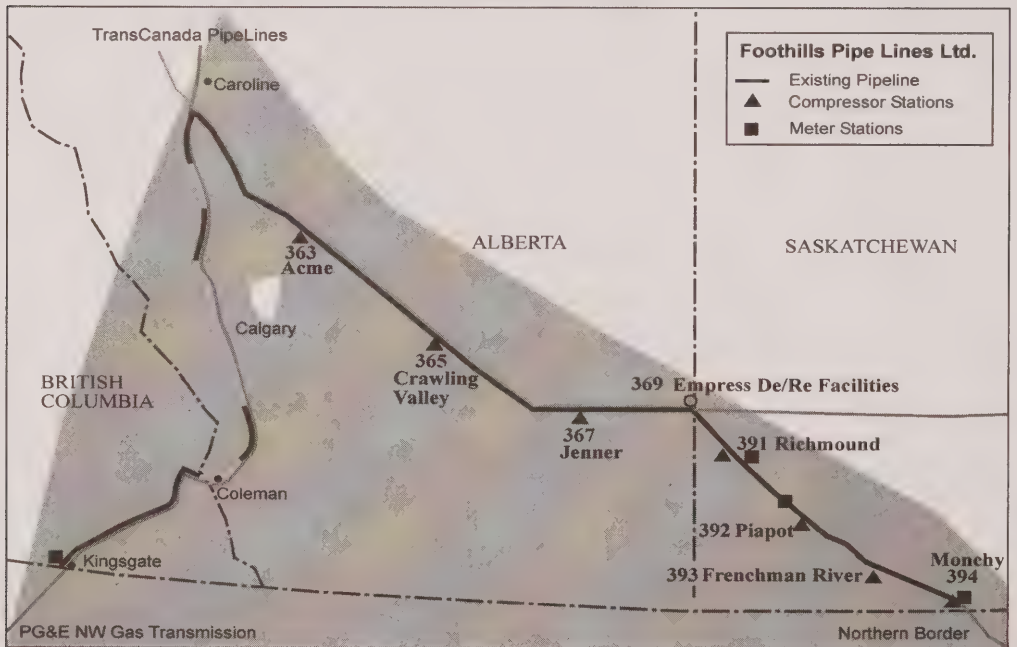 TransCanada PipeLines
Caroline
Foothills Pipe Lines Ltd.
Existing Pipeline
Compressor Stations
Meter Stations
363
Acme
ALBERTA
SASKATCHEWAN
Calgary
365
Crawling
Valley
BRITISH
COLUMBIA
369 Empress De/Re Facilities
367
Jenner
391 Richmound
Coleman
392 Piapot
Kingsgate
393 Frenchman River
Monchy
394
PG&E NW Gas Transmission
Northern Border